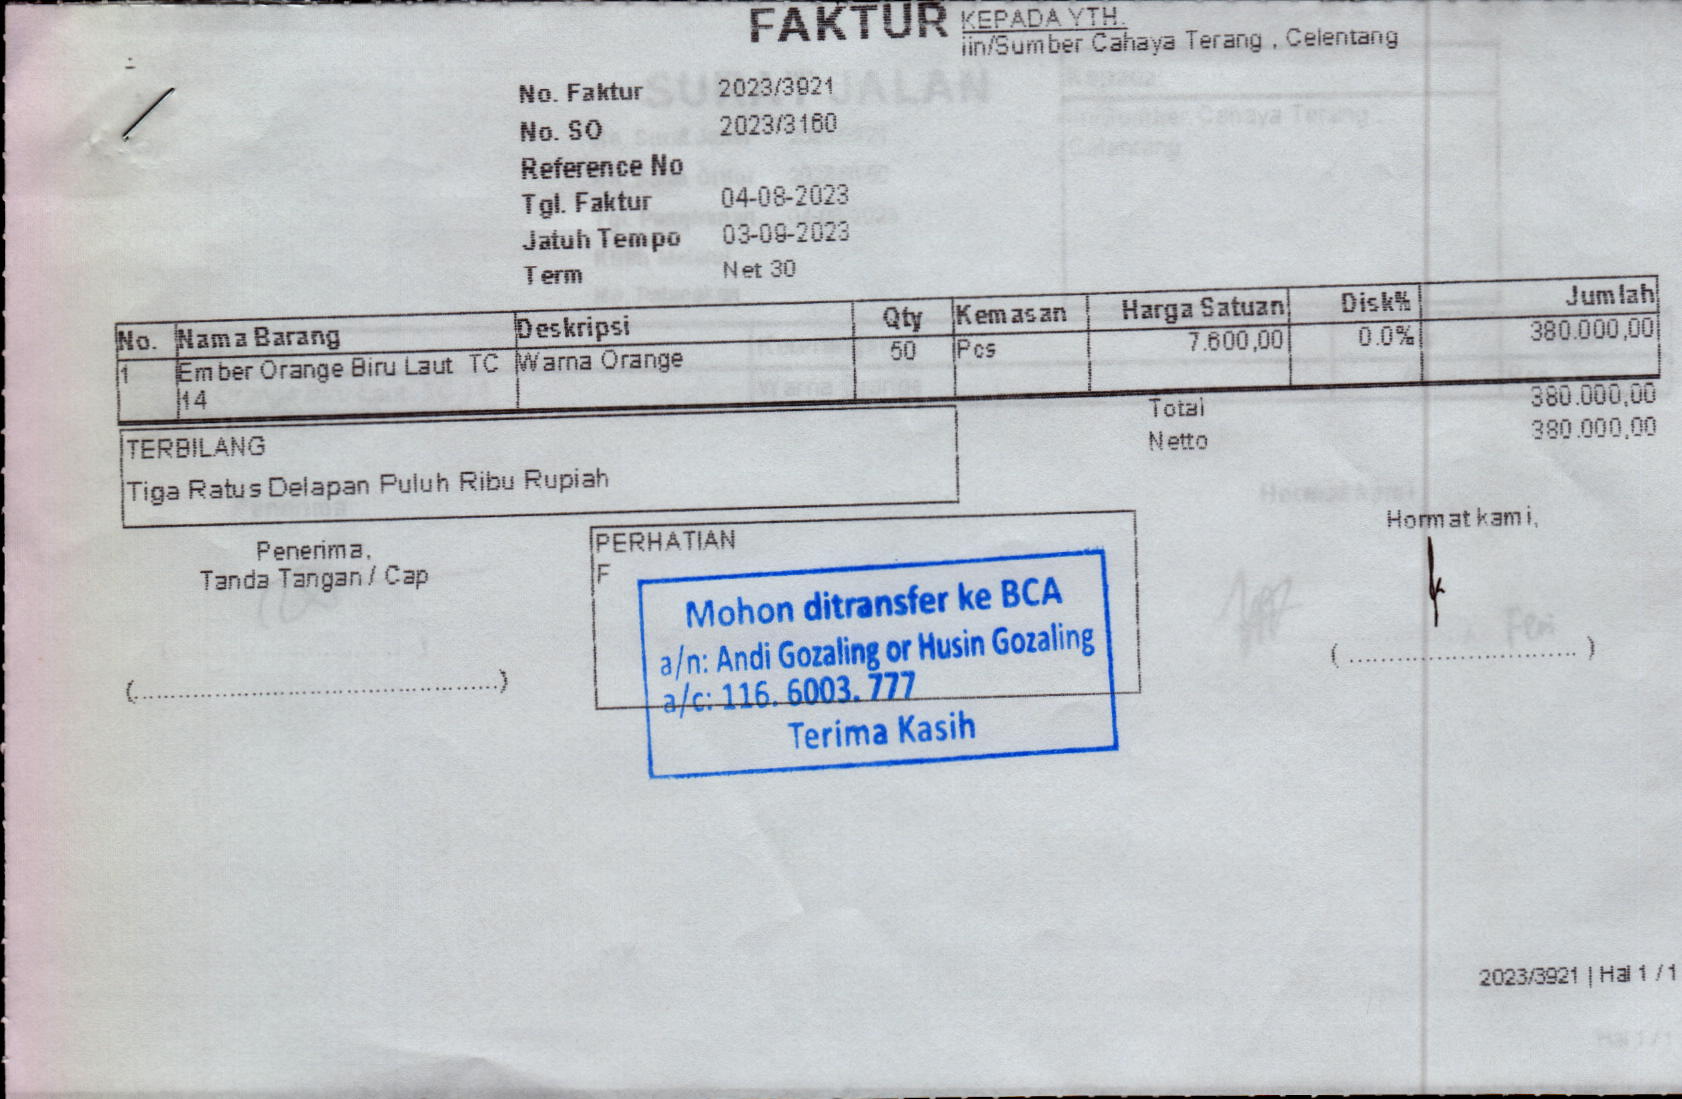 FAKTUR
KEPADA YTH.
iin/Sumber Cahaya Terang , Celentang
No. Faktur 2023/3921
No. SO 2023/3160
Reference No
Tgl. Faktur 04-08-2023
Jatuh Tempo 03-09-2023
Term Net 30
No. Nama Barang Deskripsi Qty Kemasan Harga Satuan Disk% Jumlah
1 Ember Orange Biru Laut TC Warna Orange 50 Pcs 7.600,00 0.0% 380.000,00
14
Total 380.000,00
Netto 380.000,00
TERBILANG
Tiga Ratus Delapan Puluh Ribu Rupiah
Penerima,
Tanda Tangan / Cap
(............................................)
PERHATIAN
F
Mohon ditransfer ke BCA
a/n: Andi Gozaling or Husin Gozaling
a/c: 116. 6003. 777
Terima Kasih
Hormat kami,
( ............................ )
2023/3921 | Hal 1 / 1